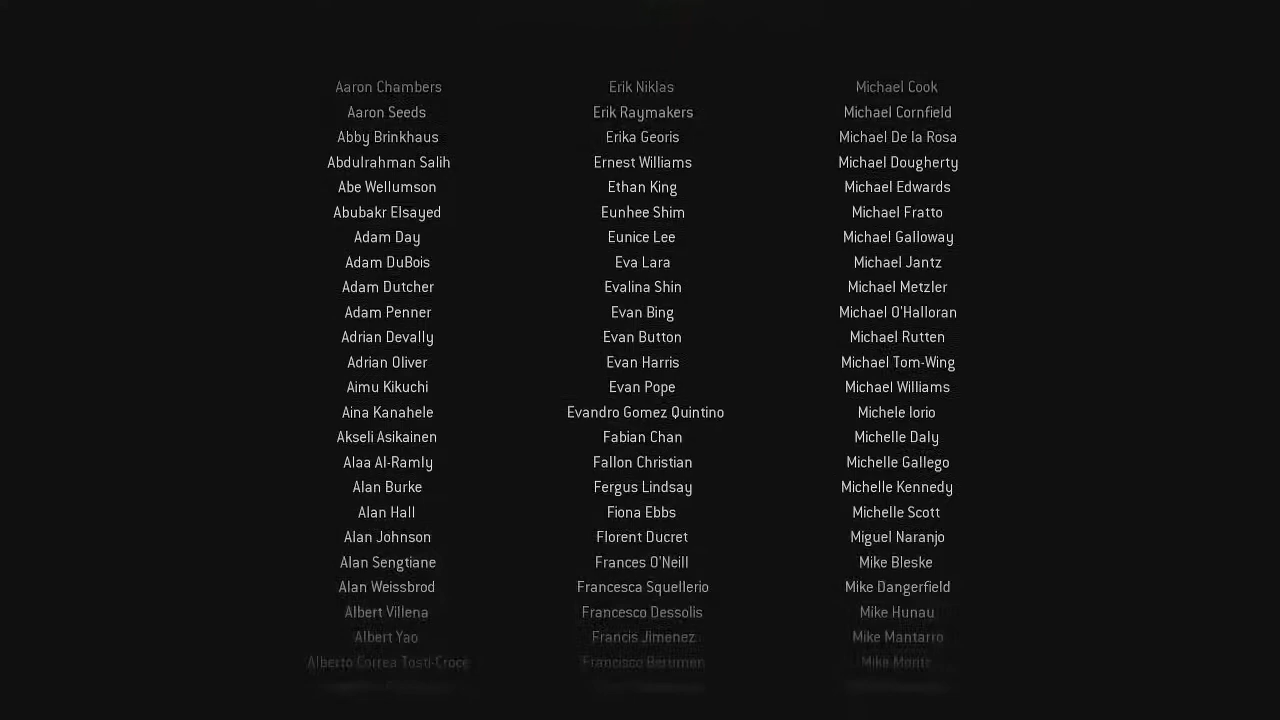 Aaron Chambers
Aaron Seeds
Abby Brinkhaus
Abdulrahman Salih
Abe Wellumson
Abubakr Elsayed
Adam Day
Adam DuBois
Adam Dutcher
Adam Penner
Adrian Devally
Adrian Oliver
Aimu Kikuchi
Aina Kanahele
Akseli Asikainen
Alaa Al-Ramly
Alan Burke
Alan Hall
Alan Johnson
Alan Sengtiane
Alan Weissbrod
Albert Villena
Albert Yao
Alberto Correa Tosti-Croce
Erik Niklas
Erik Raymakers
Erika Georis
Ernest Williams
Ethan King
Eunhee Shim
Eunice Lee
Eva Lara
Evalina Shin
Evan Bing
Evan Button
Evan Harris
Evan Pope
Evandro Gomez Quintino
Fabian Chan
Fallon Christian
Fergus Lindsay
Fiona Ebbs
Florent Ducret
Frances O'Neill
Francesca Squellerio
Francesco Dessolis
Francis Jimenez
Francisco
Michael Cook
Michael Cornfield
Michael De la Rosa
Michael Dougherty
Michael Edwards
Michael Fratto
Michael Galloway
Michael Jantz
Michael Metzler
Michael O'Halloran
Michael Rutten
Michael Tom-Wing
Michael Williams
Michele Iorio
Michelle Daly
Michelle Gallego
Michelle Kennedy
Michelle Scott
Miguel Naranjo
Mike Bleske
Mike Dangerfield
Mike Hunau
Mike Mantarro
Mike